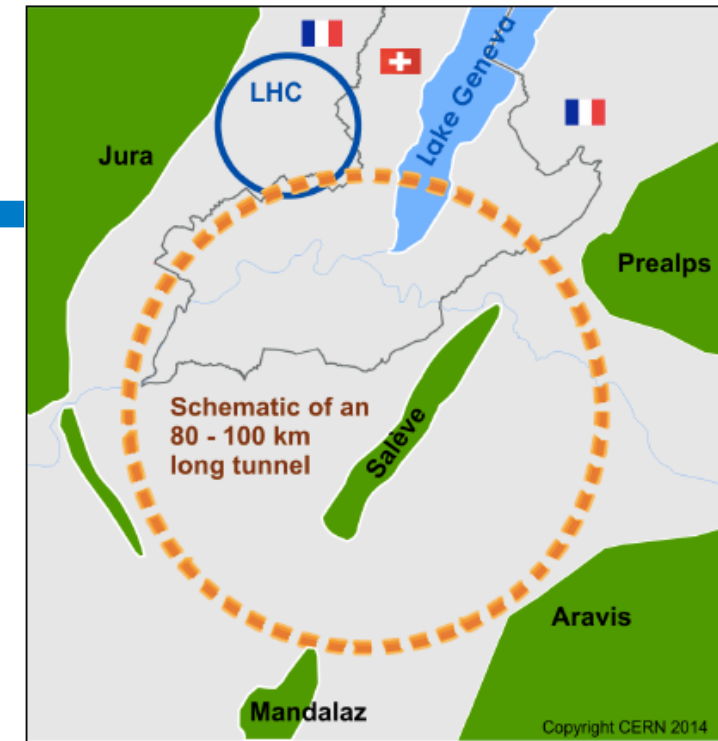 LHC
Lake Geneva
Jura
Prealps
Schematic of an
80 - 100 km
long tunnel
Salève
Aravis
Mandalaz
Copyright CERN 2014